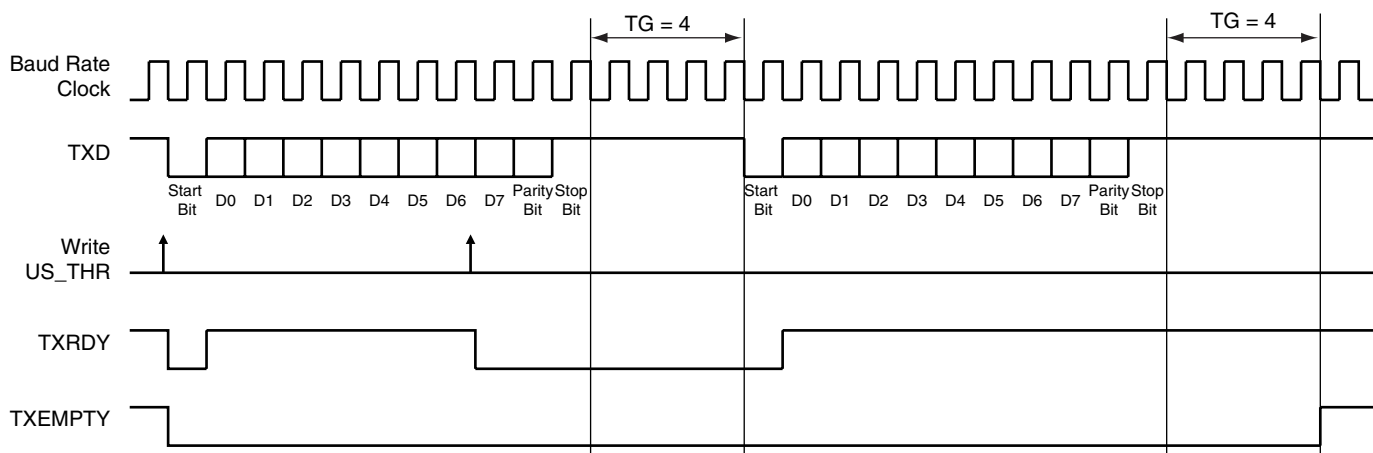 TG = 4
TG = 4
Baud Rate
Clock
TXD
Start
Bit
D0
D1
D2
D3
D4
D5
D6
D7
Parity
Bit
Stop
Bit
Start
Bit
D0
D1
D2
D3
D4
D5
D6
D7
Parity
Bit
Stop
Bit
Write
US_THR
TXRDY
TXEMPTY